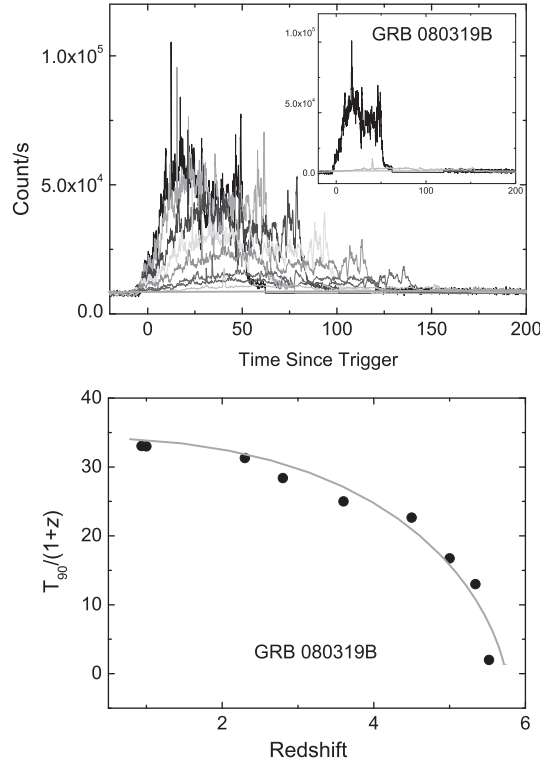 GRB 080319B
1.0x10^5
5.0x10^4
0.0
0 100 200
1.0x10^5
5.0x10^4
0.0
Count/s
0 50 100 150 200
Time Since Trigger
40
30
20
10
0
T90/(1+z)
GRB 080319B
2 4 6
Redshift